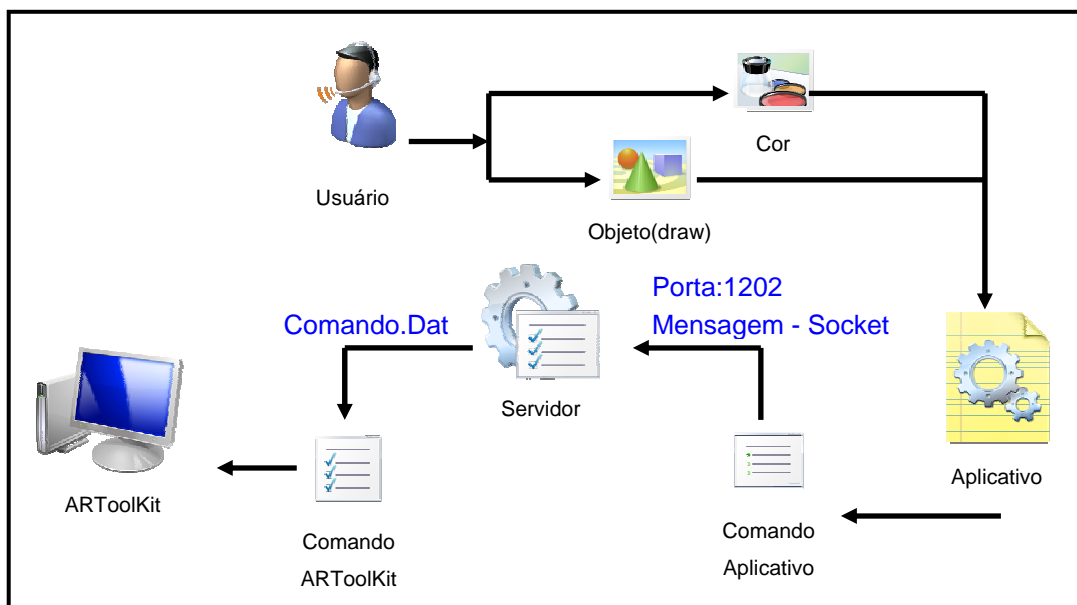 Cor
Usuário
Objeto(draw)
Porta:1202
Mensagem - Socket
Comando.Dat
Servidor
Aplicativo
ARToolKit
Comando
Aplicativo
Comando
ARToolKit